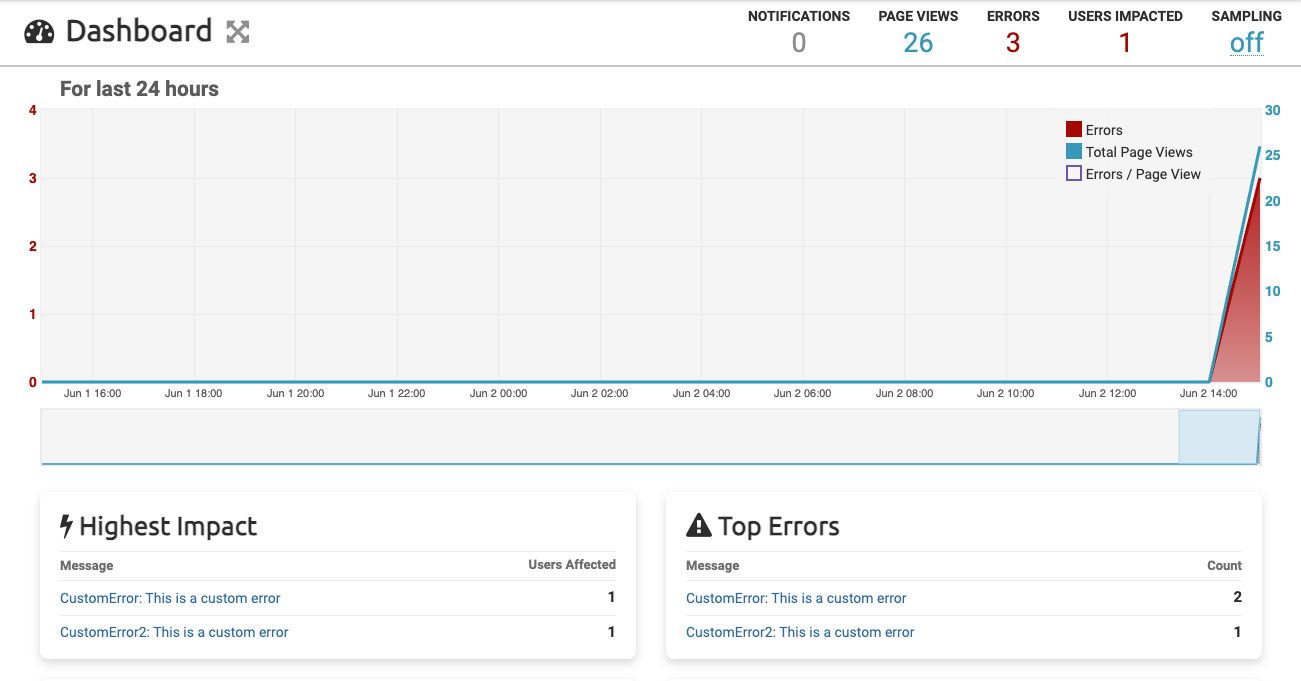 Dashboard
NOTIFICATIONS PAGE VIEWS ERRORS USERS IMPACTED SAMPLING
0 26 3 1 off
For last 24 hours
4 30
Errors
Total Page Views
25
3 Errors / Page View
20
2 15
10
1
5
0 0
Jun 1 16:00 Jun 1 18:00 Jun 1 20:00 Jun 1 22:00 Jun 2 00:00 Jun 2 02:00 Jun 2 04:00 Jun 2 06:00 Jun 2 08:00 Jun 2 10:00 Jun 2 12:00 Jun 2 14:00
Highest Impact
Message Users Affected
CustomError: This is a custom error 1
CustomError2: This is a custom error 1
Top Errors
Message Count
CustomError: This is a custom error 2
CustomError2: This is a custom error 1